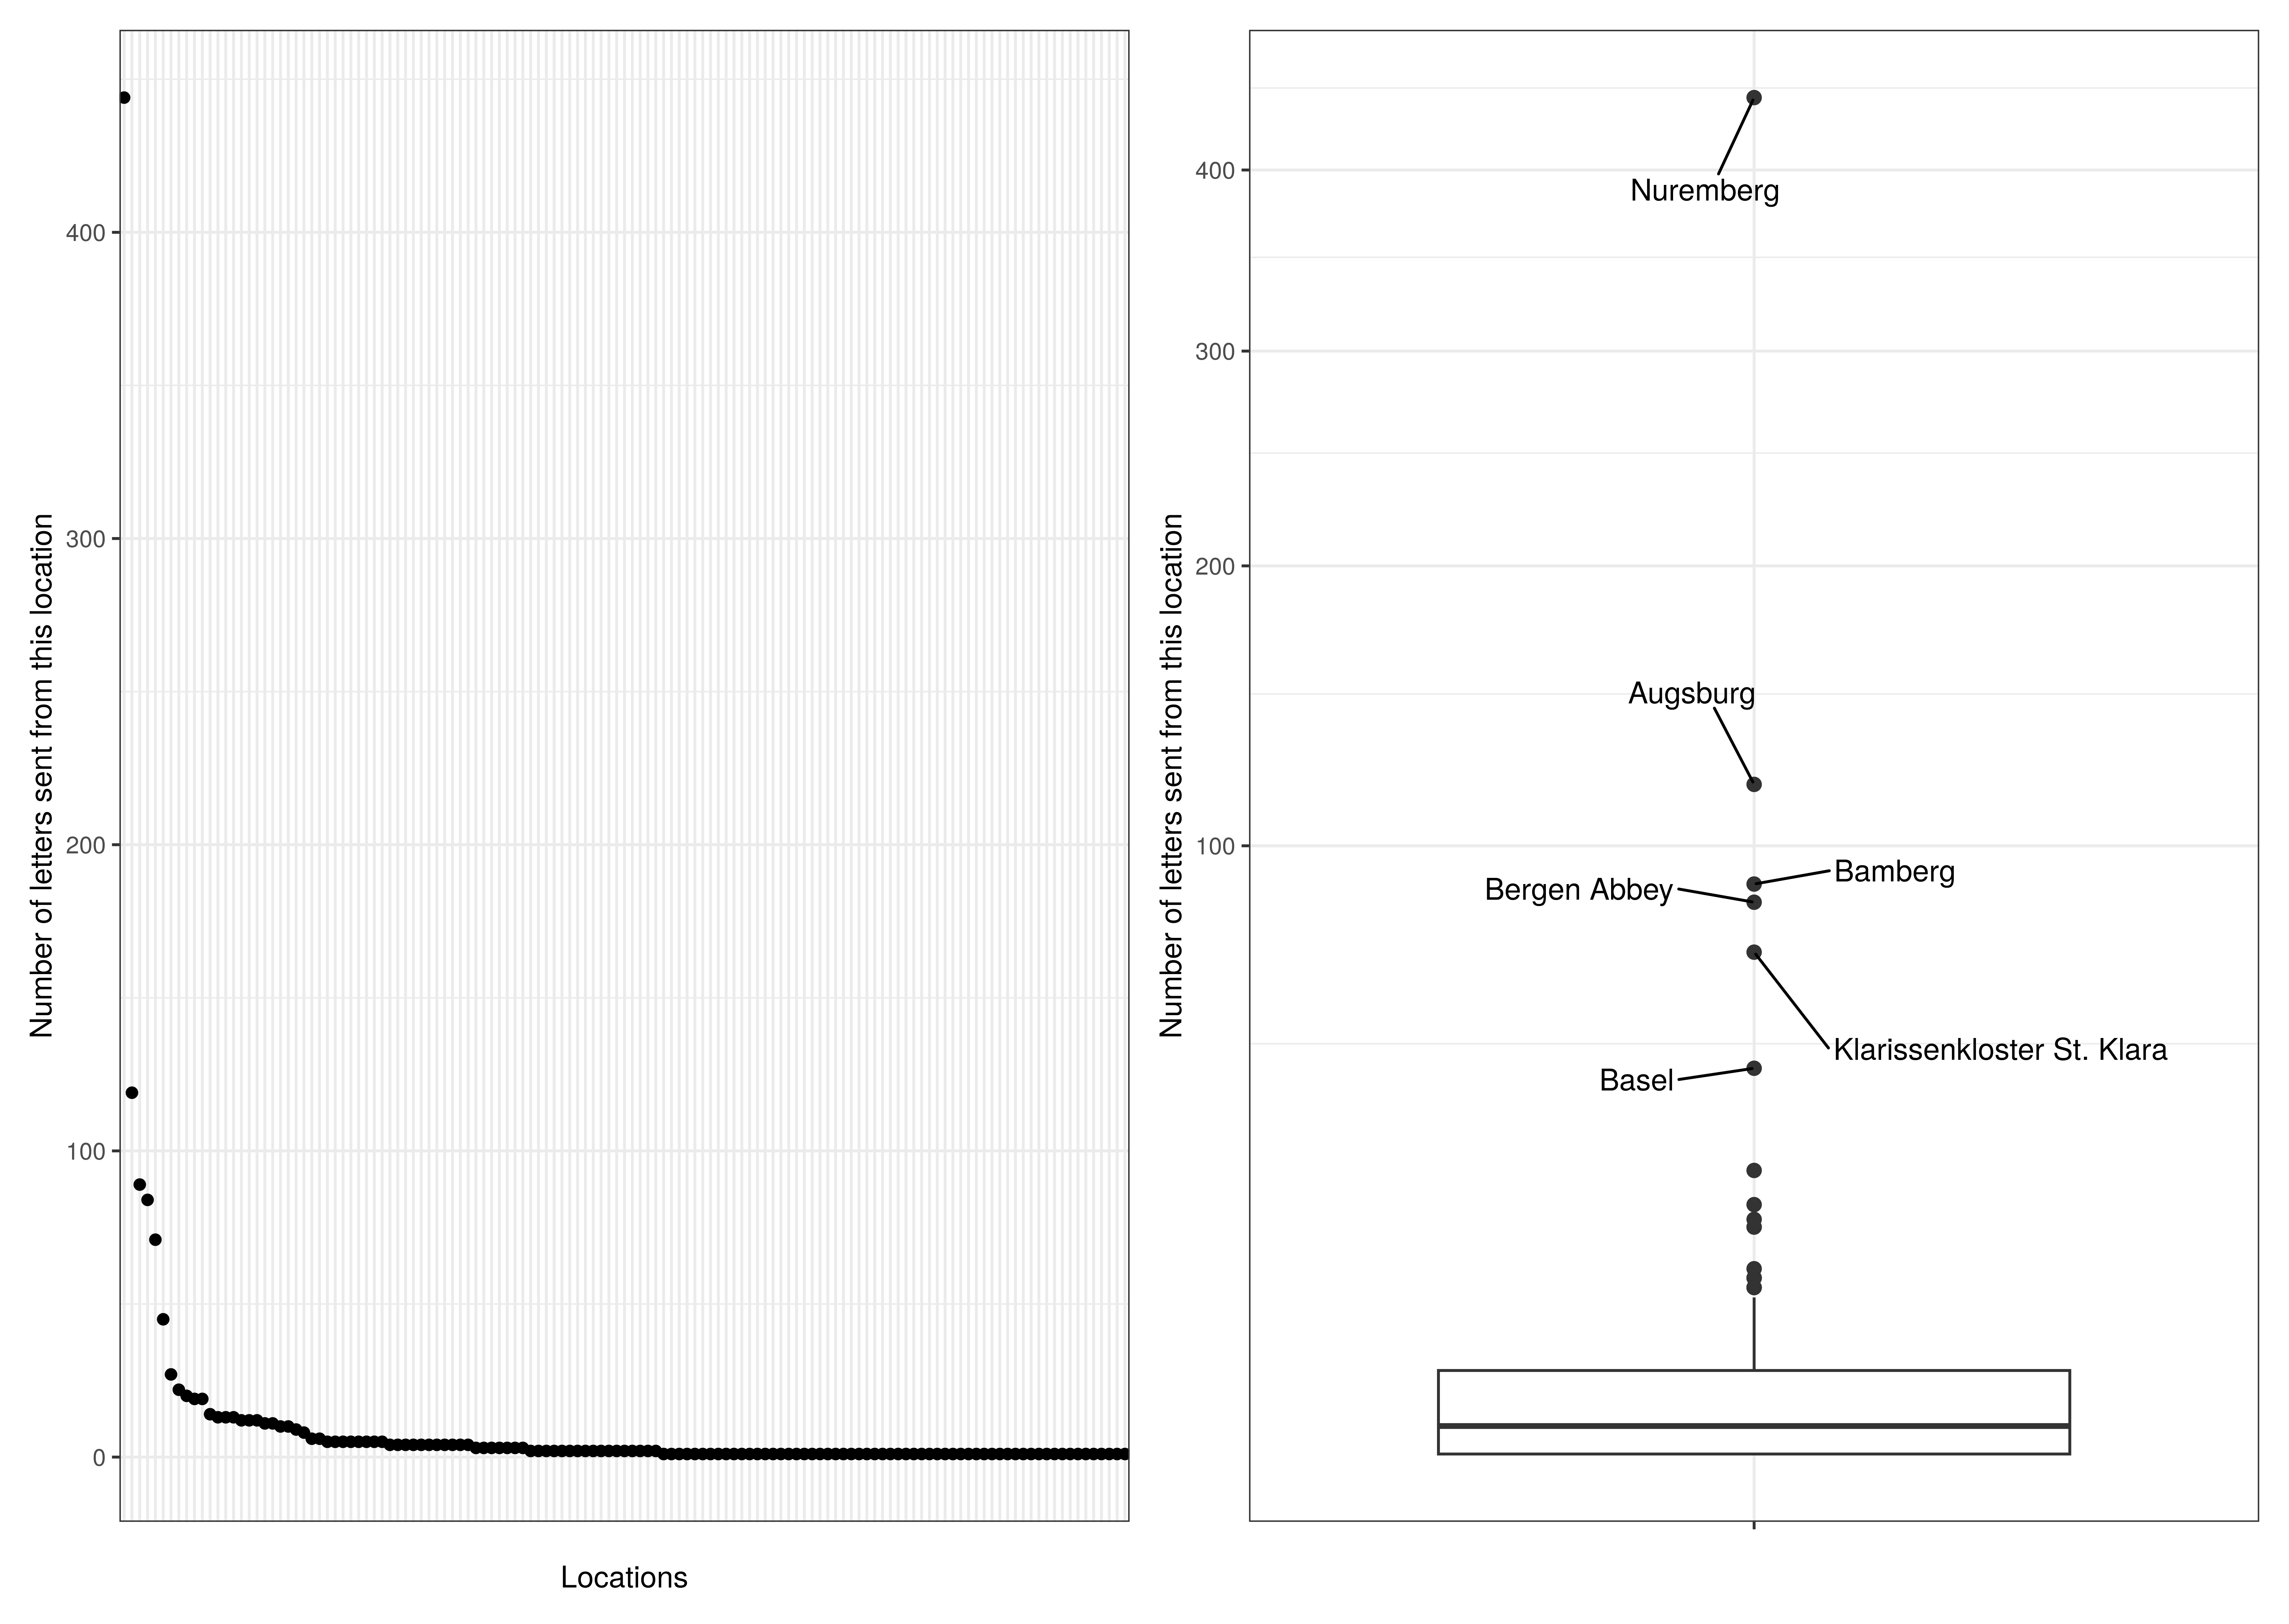 Number of letters sent from this location
400
300
200
100
0
Locations
Number of letters sent from this location
400
300
200
100
Nuremberg
Augsburg
Bamberg
Bergen Abbey
Klarissenkloster St. Klara
Basel